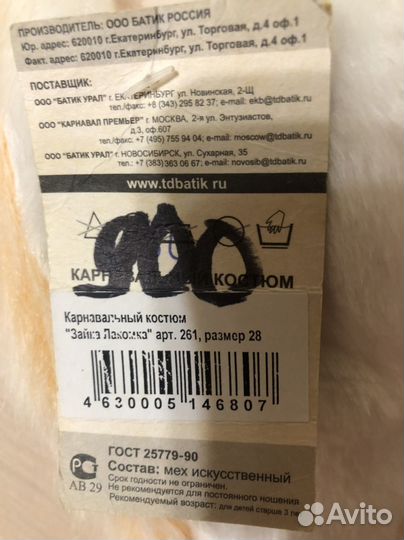 ПРОИЗВОДИТЕЛЬ: ООО БАТИК РОССИЯ
Юр. адрес: 620010 г.Екатеринбург, ул. Торговая, д.4 оф.1
Факт. адрес: 620010 г.Екатеринбург, ул. Торговая, д.4 оф.1
ПОСТАВЩИК:
ООО "БАТИК УРАЛ" г. ЕКАТЕРИНБУРГ ул. Новинская, 2-Щ
тел./факс: +8 (343) 295 82 37; e-mail: ekb@tdbatik.ru
ООО "КАРНАВАЛ ПРЕМЬЕР" г. МОСКВА, 2-я ул. Энтузиастов,
д.3, оф.607
тел./факс: +7 (495) 755 94 04; e-mail: moscow@tdbatik.ru
ООО "БАТИК УРАЛ" г. НОВОСИБИРСК, ул. Сухарная, 35
тел.: +7 (383) 363 06 67; e-mail: novosib@tdbatik.ru
www.tdbatik.ru
900
КАРНАВАЛЬНЫЙ КОСТЮМ
Карнавальный костюм
"Зайка Лакомка" арт. 261, размер 28
4 630005 146807
ГОСТ 25779-90
Состав: мех искусственный
Срок годности не ограничен.
Не рекомендуется для постоянного ношения
Рекомендуемый возраст: для детей старше 3
РСТ
АВ 29
Avito